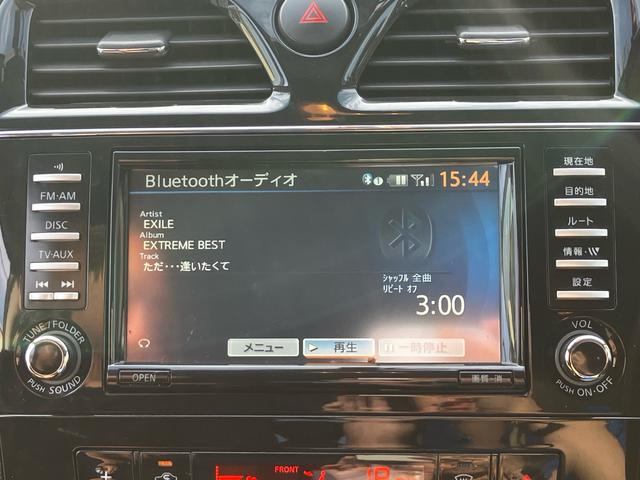 Bluetoothオーディオ
15:44
Artist
EXILE
Album
EXTREME BEST
Track
ただ・・・逢いたくて
シャッフル 全曲
リピート オフ
3:00
メニュー
再生
一時停止
FM・AM
DISC
TV・AUX
TUNE/FOLDER
PUSH SOUND
OPEN
現在地
目的地
ルート
情報・
設定
VOL
PUSH ON・OFF
画質・消
FRONT
18